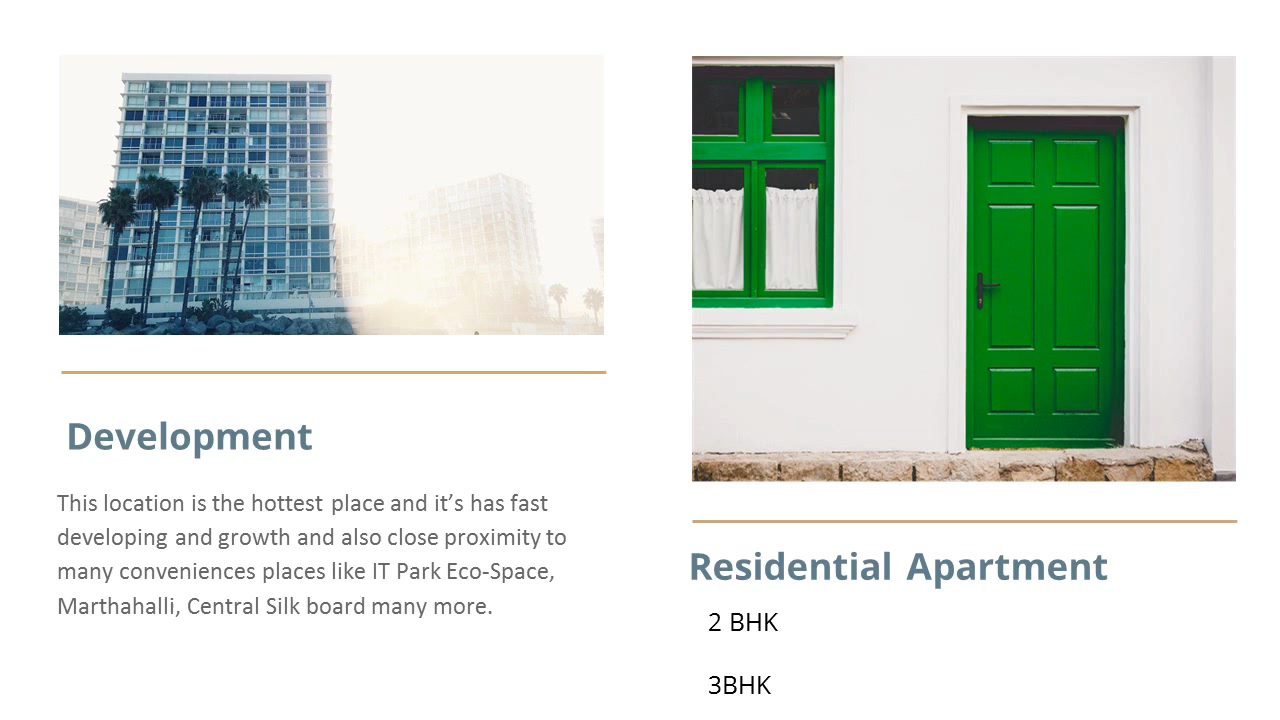 Development
This location is the hottest place and it’s has fast
developing and growth and also close proximity to
many conveniences places like IT Park Eco-Space,
Marthahalli, Central Silk board many more.
Residential Apartment
2 BHK
3BHK